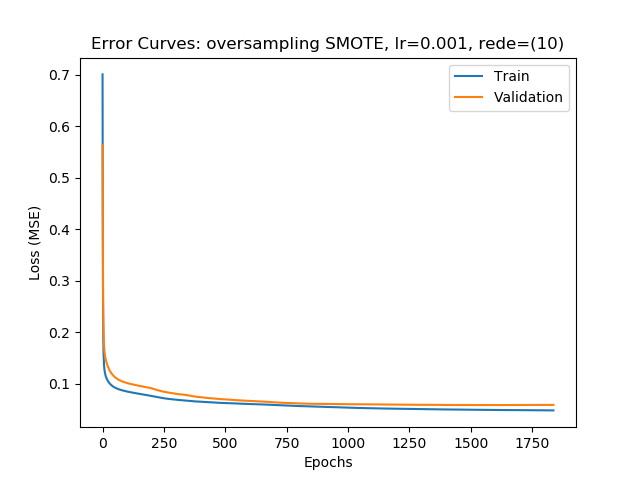 Error Curves: oversampling SMOTE, lr=0.001, rede=(10)
Train
Validation
0.7
0.6
0.5
0.4
0.3
0.2
0.1
Loss (MSE)
0 250 500 750 1000 1250 1500 1750
Epochs